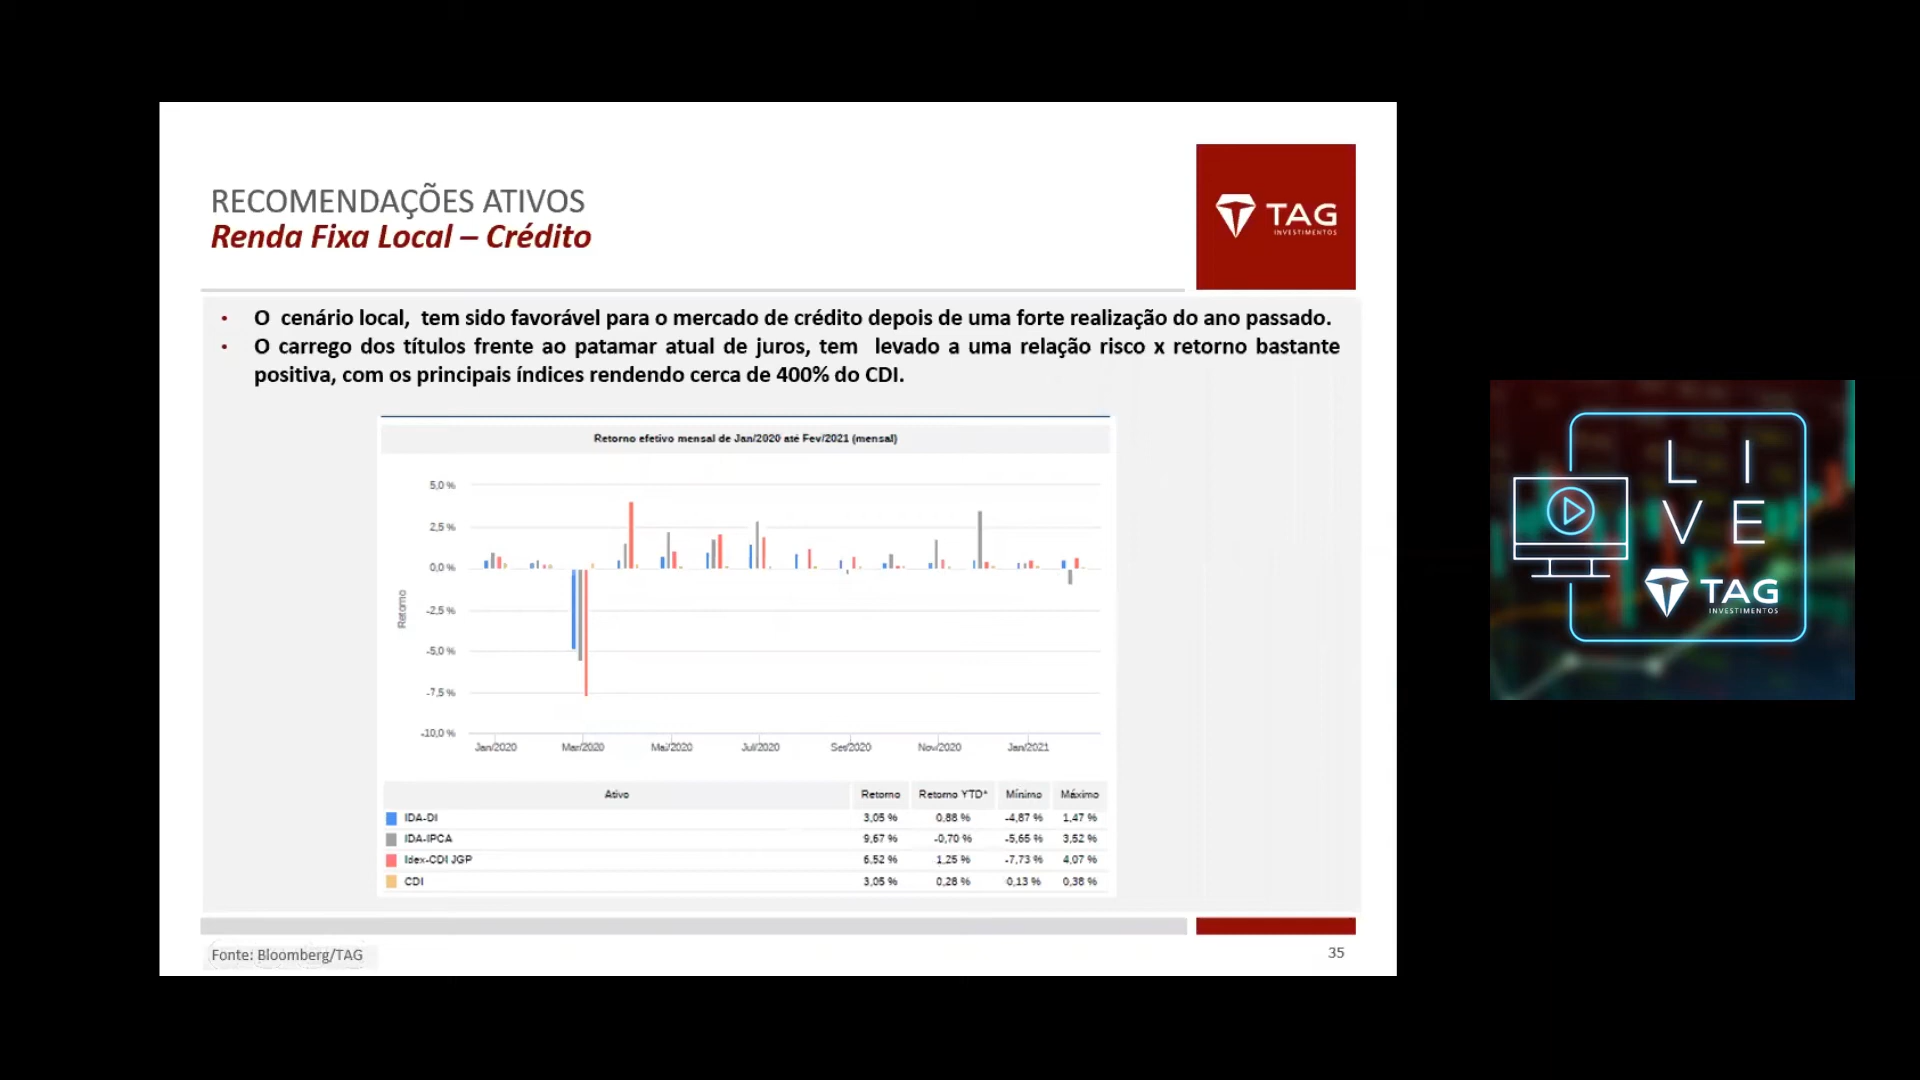 RECOMENDAÇÕES ATIVOS
Renda Fixa Local – Crédito
TAG
INVESTIMENTOS
• O cenário local, tem sido favorável para o mercado de crédito depois de uma forte realização do ano passado.
• O carrego dos títulos frente ao patamar atual de juros, tem levado a uma relação risco x retorno bastante
positiva, com os principais índices rendendo cerca de 400% do CDI.
Retorno efetivo mensal de Jan/2020 até Fev/2021 (mensal)
5,0 %
2,5 %
0,0 %
-2,5 %
-5,0 %
-7,5 %
-10,0 %
Retorno
Jan/2020 Mar/2020 Mai/2020 Jul/2020 Set/2020 Nov/2020 Jan/2021
Ativo Retorno Retorno YTD* Mínimo Máximo
IDA-DI 3,05 % 0,88 % -4,87 % 1,47 %
IDA-IPCA 9,67 % -0,70 % -5,65 % 3,52 %
Idex-CDI JGP 6,52 % 1,25 % -7,73 % 4,07 %
CDI 3,05 % 0,28 % 0,13 % 0,38 %
Fonte: Bloomberg/TAG
35
L I
V E
TAG
INVESTIMENTOS